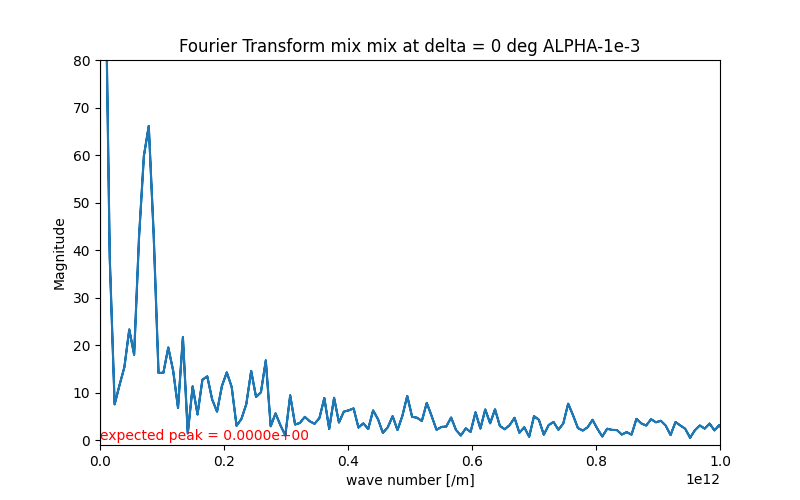 Fourier Transform mix mix at delta = 0 deg ALPHA-1e-3
80
70
60
50
40
30
20
10
0
Magnitude
expected peak = 0.0000e+00
0.0 0.2 0.4 0.6 0.8 1.0
wave number [/m]
1e12